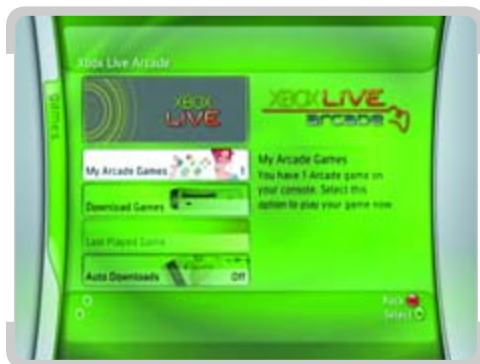 Xbox Live Arcade
games
XBOX
LIVE
XBOX LIVE
arcade
My Arcade Games 1
My Arcade Games
You have 1 Arcade game on
your console. Select this
option to play your game now.
Download Games
Last Played Game
Auto Downloads Off
Back
Select